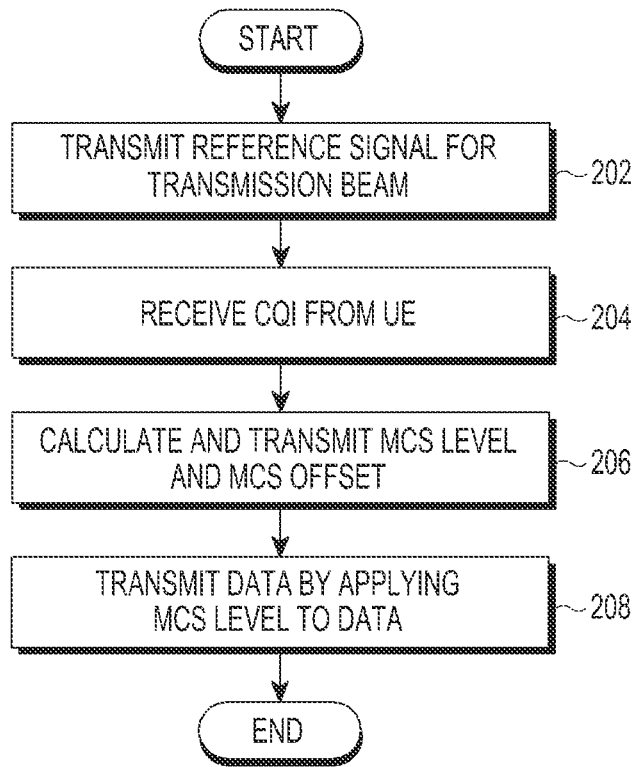 START
TRANSMIT REFERENCE SIGNAL FOR
TRANSMISSION BEAM
202
RECEIVE CQI FROM UE
204
CALCULATE AND TRANSMIT MCS LEVEL
AND MCS OFFSET
206
TRANSMIT DATA BY APPLYING
MCS LEVEL TO DATA
208
END